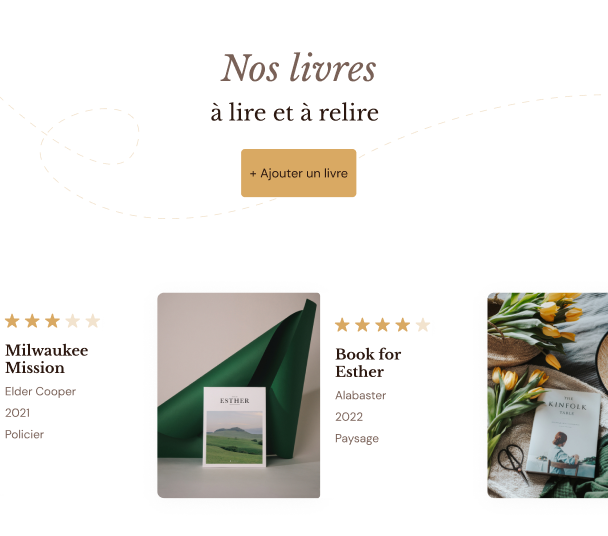 Nos livres
à lire et à relire
+ Ajouter un livre
Milwaukee
Mission
Elder Cooper
2021
Policier
ESTHER
Book for
Esther
Alabaster
2022
Paysage
THE
KINFOLK
TABLE